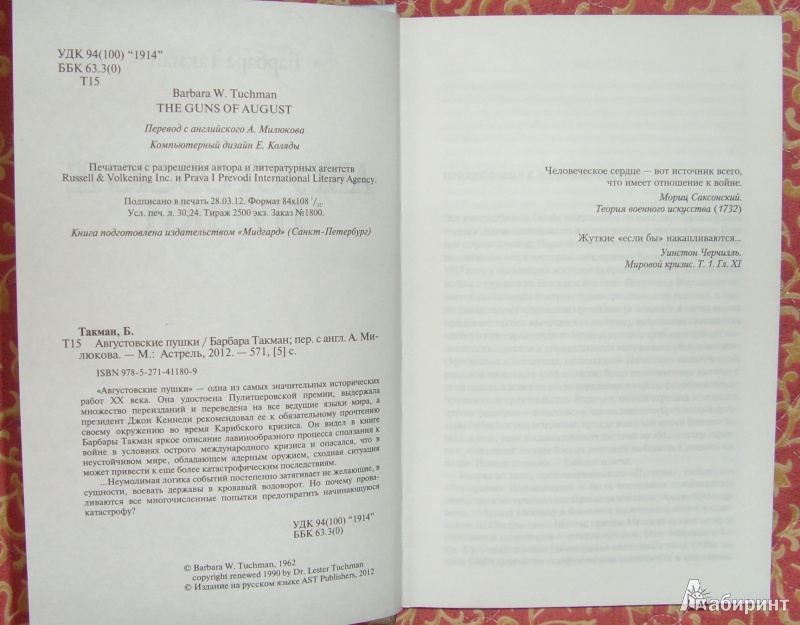 УДК 94(100) “1914”
ББК 63.3(0)
Т15
Barbara W. Tuchman
THE GUNS OF AUGUST
Перевод с английского А. Милюкова
Компьютерный дизайн Е. Коляды
Печатается с разрешения автора и литературных агентств
Russell & Volkening Inc. и Prava I Prevodi International Literary Agency.
Подписано в печать 28.03.12. Формат 84x108 1/32.
Усл. печ. л. 30,24. Тираж 2500 экз. Заказ №1800.
Книга подготовлена издательством «Мидгард» (Санкт-Петербург)
Такман, Б.
Т15 Августовские пушки / Барбара Такман; пер. с англ. А. Ми-
люкова. — М.: Астрель, 2012. — 571, [5] с.
ISBN 978-5-271-41180-9
«Августовские пушки» — одна из самых значительных исторических
работ XX века. Она удостоена Пулитцеровской премии, выдержала
множество переизданий и переведена на все ведущие языки мира, а
президент Джон Кеннеди рекомендовал ее к обязательному прочтению
своему окружению во время Карибского кризиса. Он видел в книге
Барбары Такман яркое описание лавинообразного процесса сползания к
войне в условиях острого международного кризиса и опасался, что в
неустойчивом мире, обладающем ядерным оружием, сходная ситуация
может привести к еще более катастрофическим последствиям.
...Неумолимая логика событий постепенно затягивает не желающие, в
сущности, воевать державы в кровавый водоворот. Но почему прова-
ливаются все многочисленные попытки предотвратить начинающуюся
катастрофу?
УДК 94(100) “1914”
ББК 63.3(0)
© Barbara W. Tuchman, 1962
copyright renewed 1990 by Dr. Lester Tuchman
© Издание на русском языке AST Publishers, 2012
Человеческое сердце — вот источник всего,
что имеет отношение к войне.
Мориц Саксонский.
Теория военного искусства (1732)
Жуткие «если бы» накапливаются...
Уинстон Черчилль.
Мировой кризис. Т. 1. Гл. XI
Лабиринт.ру